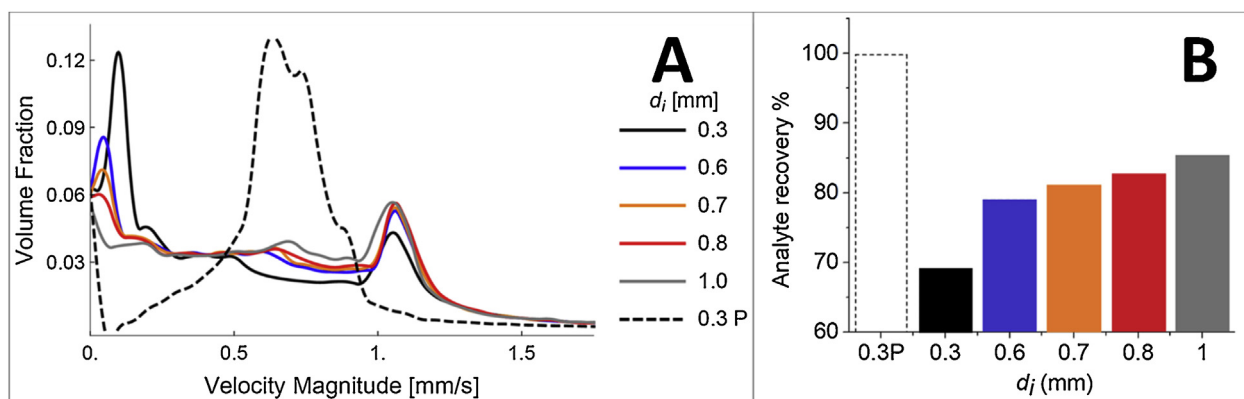 A
Volume Fraction
0.12
0.09
0.06
0.03
0.
0.5
1.
1.5
Velocity Magnitude [mm/s]
di [mm]
0.3
0.6
0.7
0.8
1.0
0.3 P
B
Analyte recovery %
100
90
80
70
60
0.3P
0.3
0.6
0.7
0.8
1
di (mm)